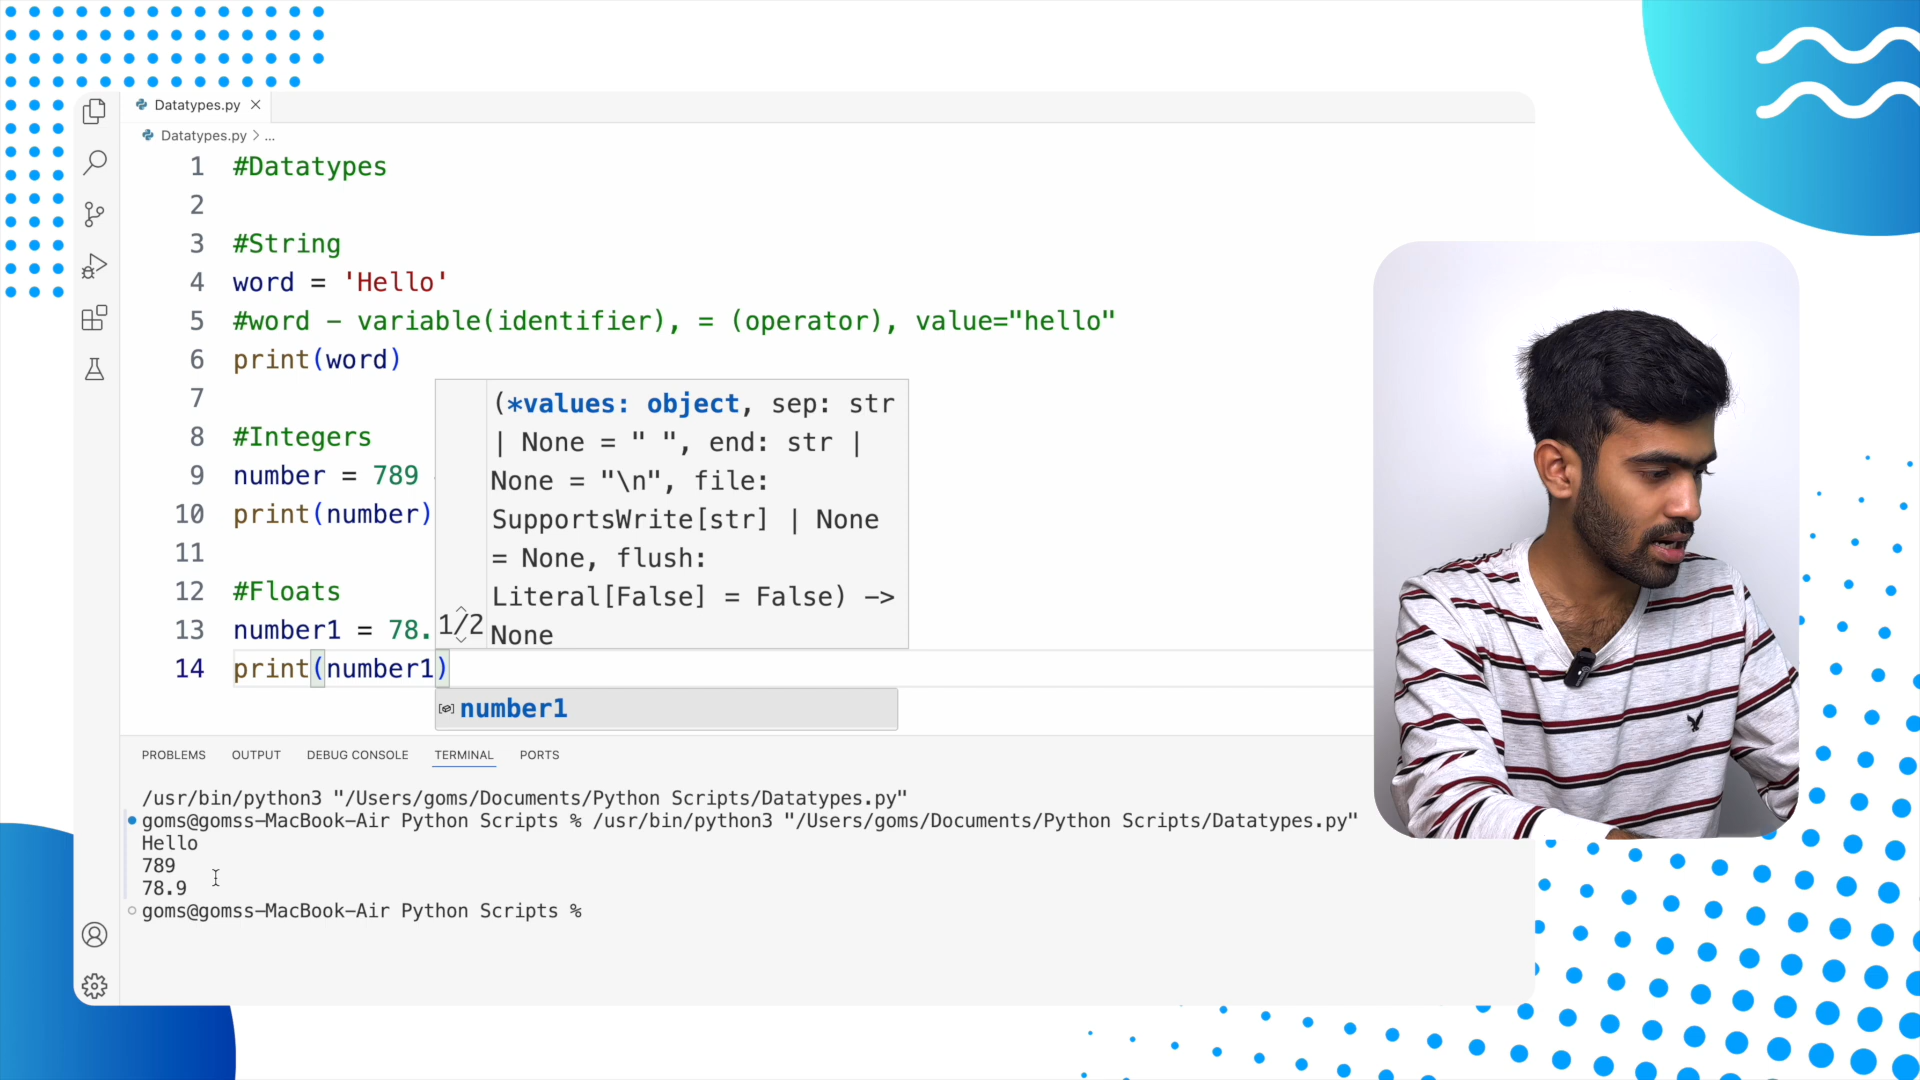 Datatypes.py
Datatypes.py > ...
1 #Datatypes
2
3 #String
4 word = 'Hello'
5 #word - variable(identifier), = (operator), value="hello"
6 print(word)
7
8 #Integers
9 number = 789
10 print(number)
11
12 #Floats
13 number1 = 78.
14 print(number1)
(*values: object, sep: str
| None = " ", end: str |
None = "\n", file:
SupportsWrite[str] | None
= None, flush:
Literal[False] = False) ->
1/2 None
number1
PROBLEMS OUTPUT DEBUG CONSOLE TERMINAL PORTS
/usr/bin/python3 "/Users/goms/Documents/Python Scripts/Datatypes.py"
goms@gomss-MacBook-Air Python Scripts % /usr/bin/python3 "/Users/goms/Documents/Python Scripts/Datatypes.py"
Hello
789
78.9
goms@gomss-MacBook-Air Python Scripts %